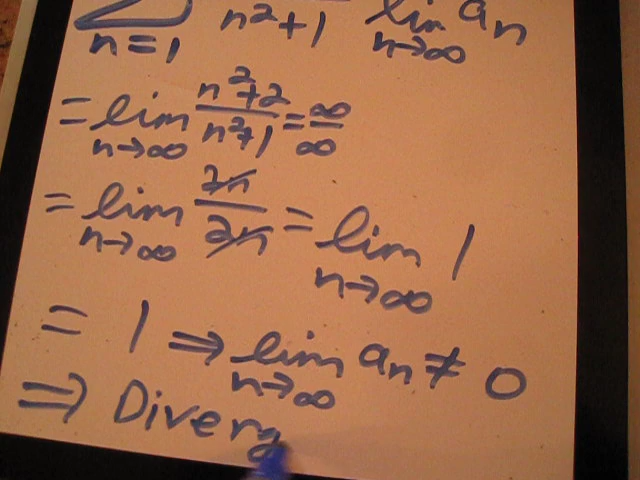 ∑ n=1 n²+1 lim n→∞ aₙ
= lim n→∞ n²+2/n²+1 = ∞/∞
= lim n→∞ 2n/2n = lim n→∞ 1
= 1 ⇒ lim n→∞ aₙ ≠ 0
⇒ Diverg